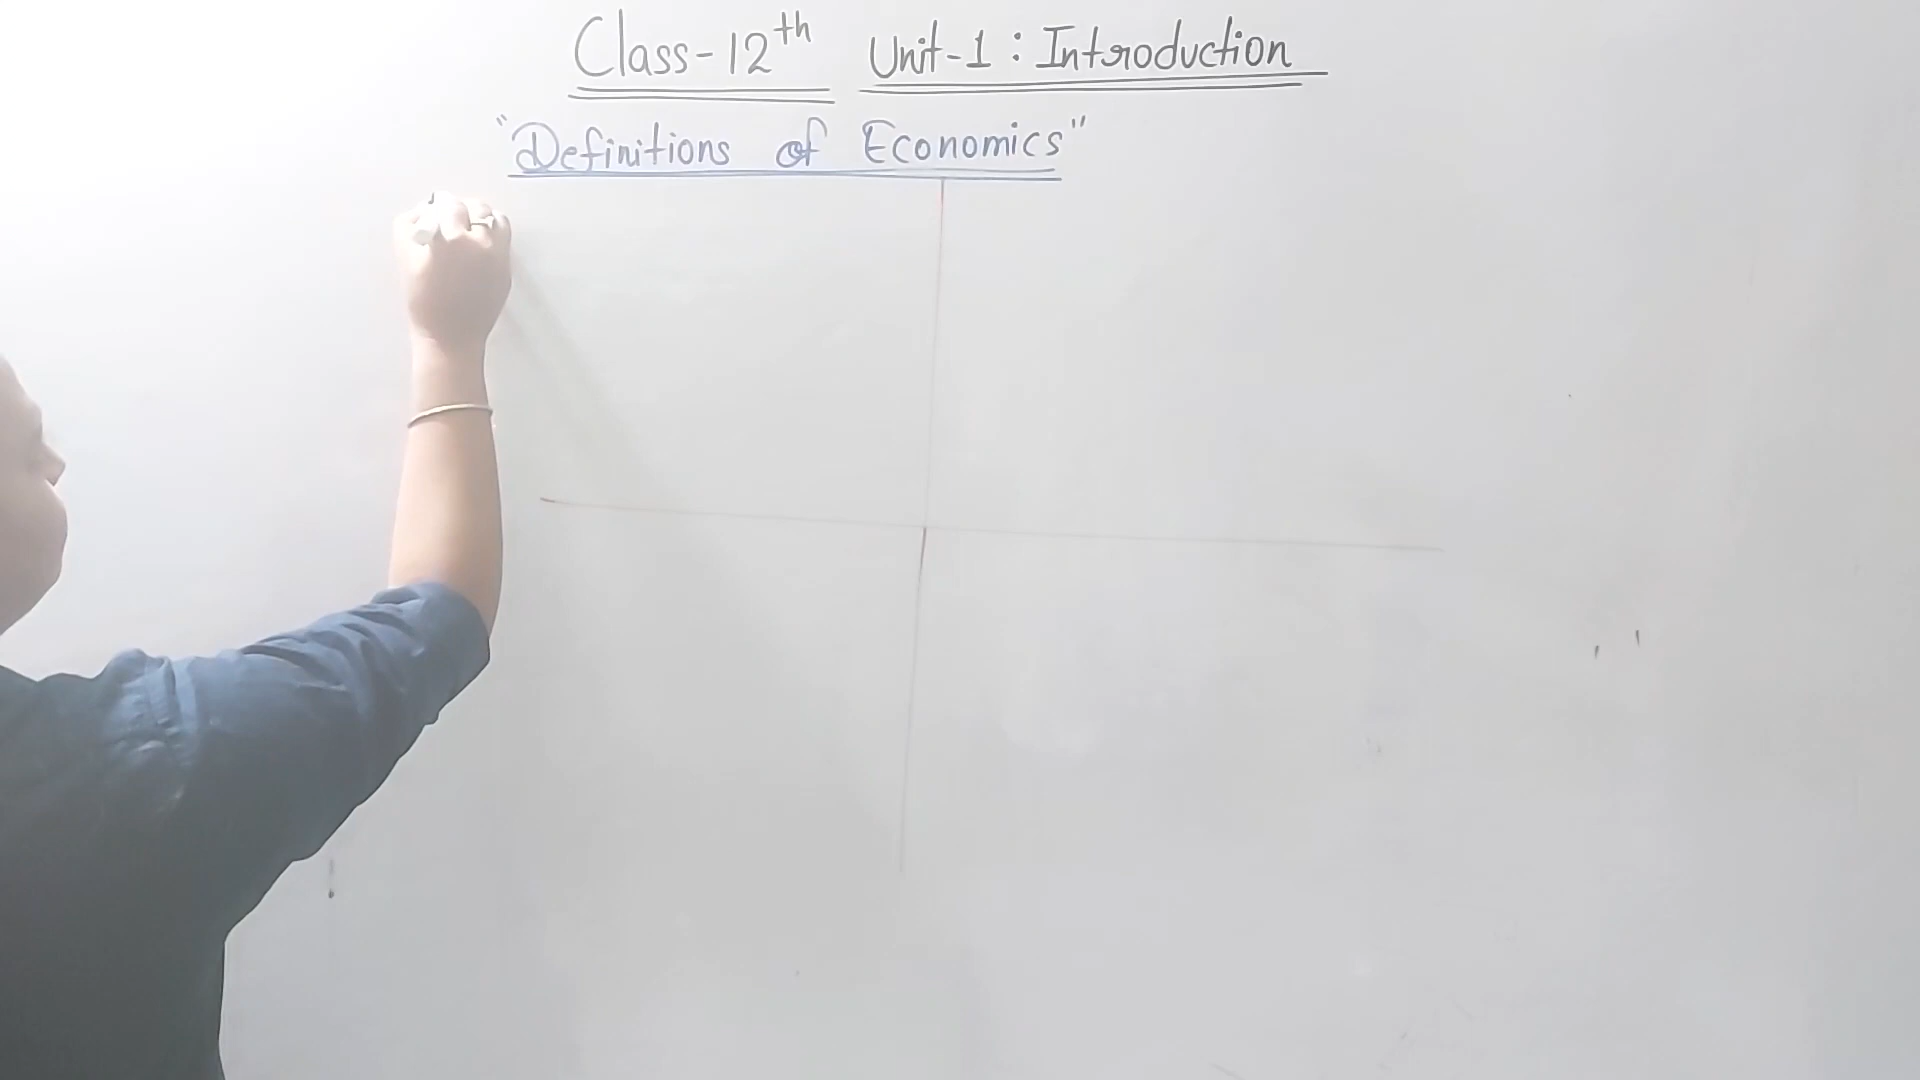 Class-12th Unit-1 : Introduction
"Definitions of Economics"